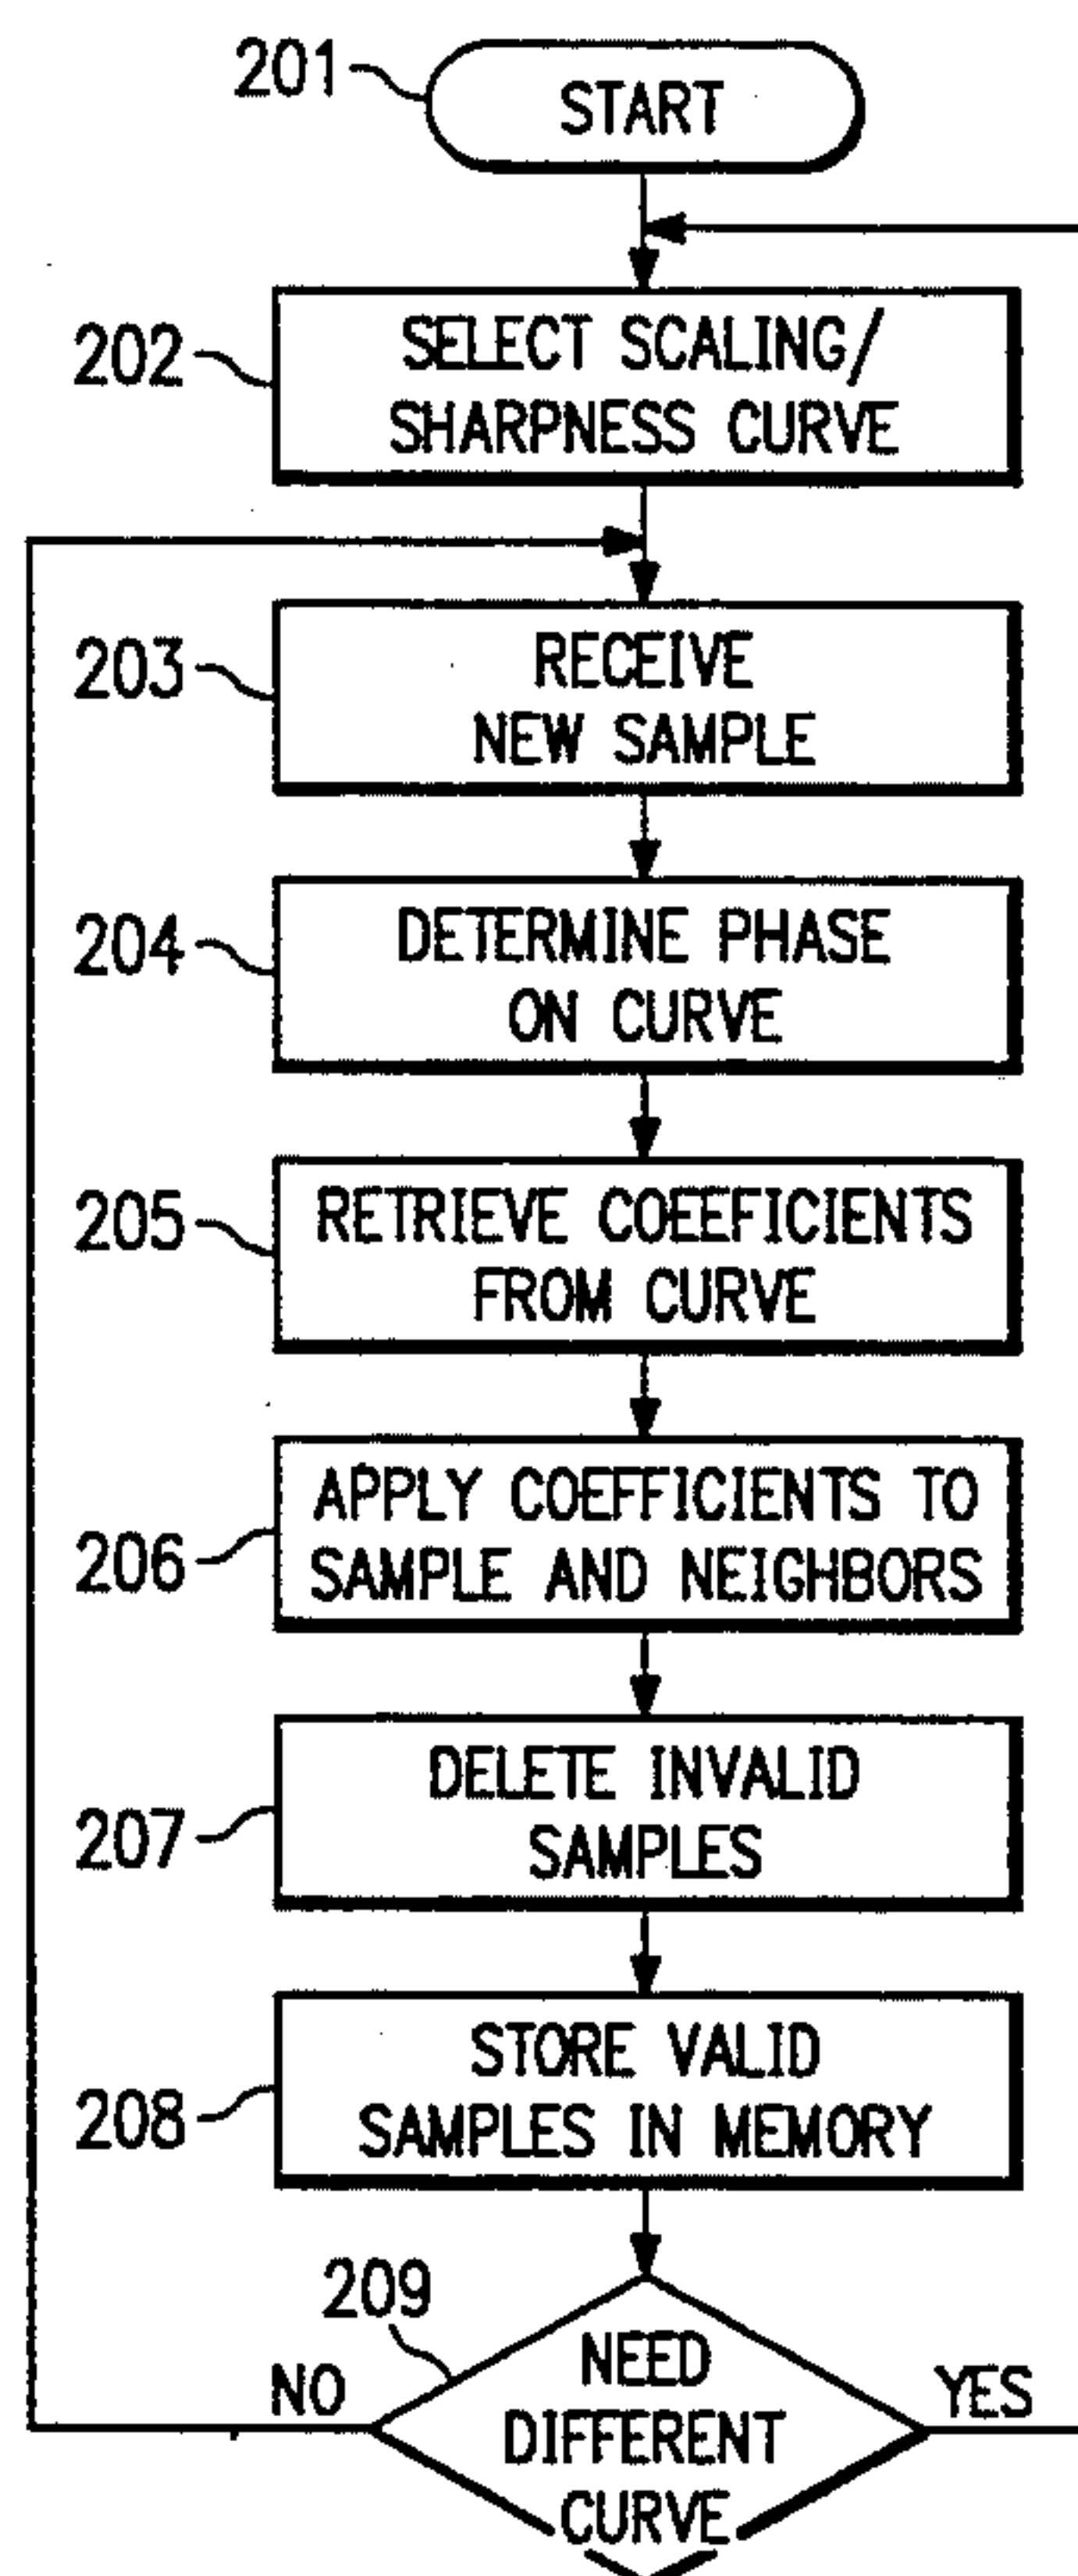 201
START
202
SELECT SCALING/
SHARPNESS CURVE
203
RECEIVE
NEW SAMPLE
204
DETERMINE PHASE
ON CURVE
205
RETRIEVE COEEFICIENTS
FROM CURVE
206
APPLY COEFFICIENTS TO
SAMPLE AND NEIGHBORS
207
DELETE INVALID
SAMPLES
208
STORE VALID
SAMPLES IN MEMORY
209
NO
NEED
DIFFERENT
CURVE
YES